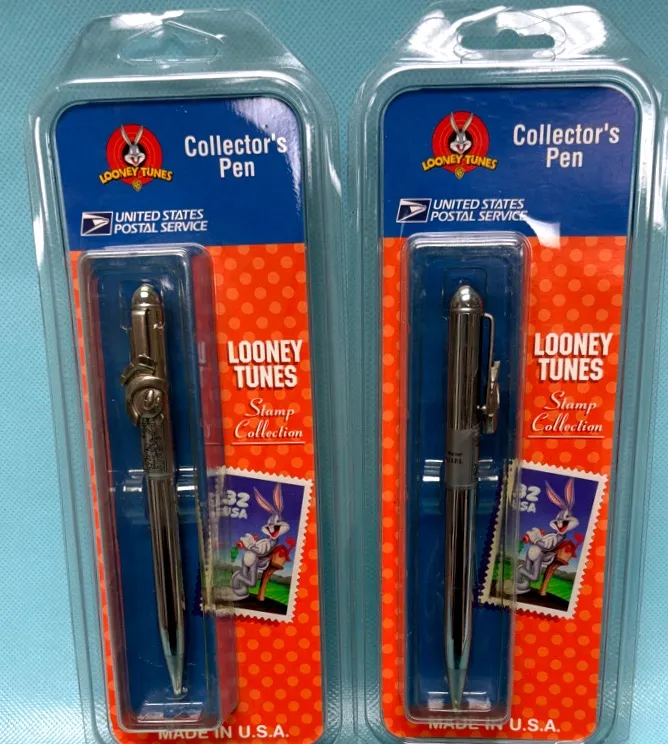 Collector's
Pen
LOONEY TUNES
UNITED STATES
POSTAL SERVICE
LOONEY
TUNES
Stamp
Collection
32
USA
MADE IN U.S.A.
Collector's
Pen
LOONEY TUNES
UNITED STATES
POSTAL SERVICE
LOONEY
TUNES
Stamp
Collection
32
USA
MADE IN U.S.A.